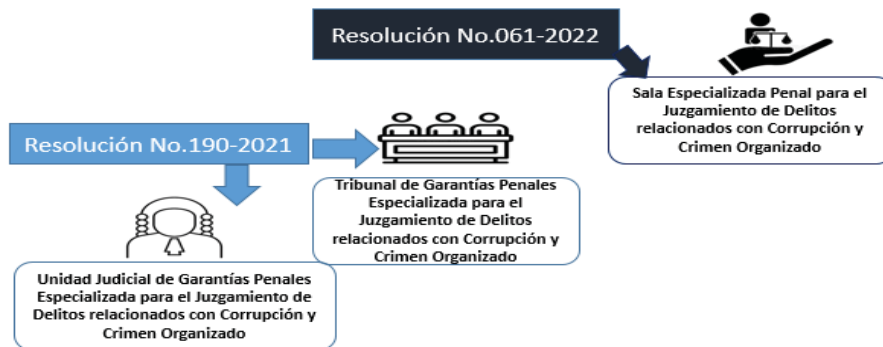 Resolución No.061-2022
Sala Especializada Penal para el
Juzgamiento de Delitos
relacionados con Corrupción y
Crimen Organizado
Resolución No.190-2021
Tribunal de Garantías Penales
Especializada para el
Juzgamiento de Delitos
relacionados con Corrupción y
Crimen Organizado
Unidad Judicial de Garantías Penales
Especializada para el Juzgamiento de
Delitos relacionados con Corrupción y
Crimen Organizado